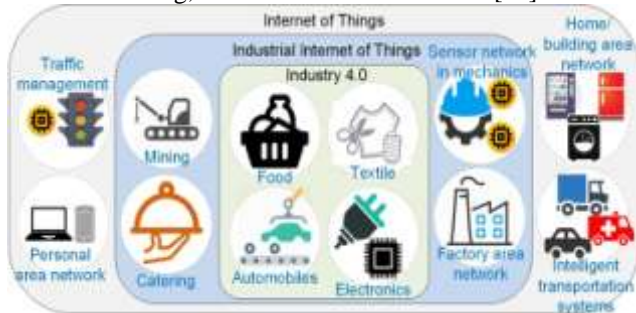 Internet of Things
Industrial Internet of Things
Industry 4.0
Traffic
management
Personal
area network
Mining
Catering
Food
Textile
Automobiles
Electronics
Sensor network
in mechanics
Factory area
network
Home/
building area
network
Intelligent
transportation
systems